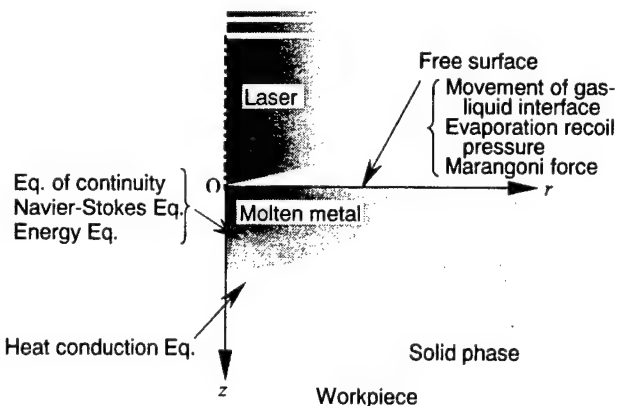 Free surface
Movement of gas-
liquid interface
Evaporation recoil
pressure
Marangoni force
Laser
Eq. of continuity
Navier-Stokes Eq.
Energy Eq.
O
r
Molten metal
Heat conduction Eq.
Solid phase
z
Workpiece